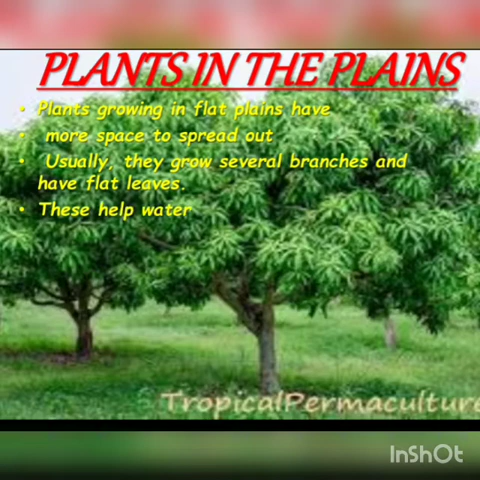 PLANTS IN THE PLAINS
• Plants growing in flat plains have
• more space to spread out
• Usually, they grow several branches and
have flat leaves.
• These help water
TropicalPermaculture
InShOt